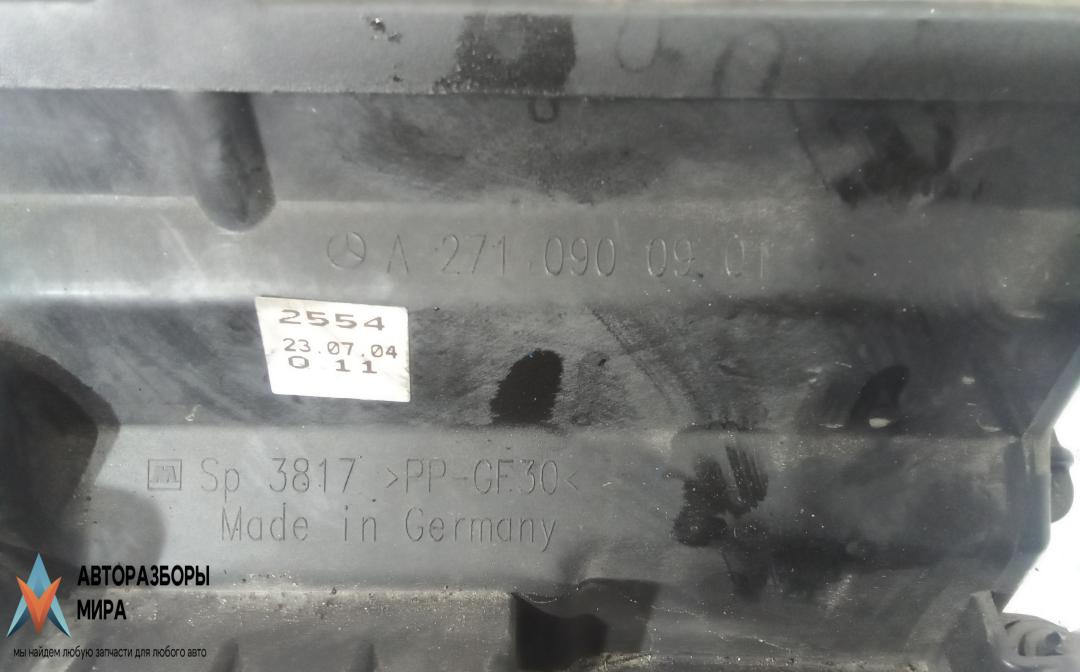 A 271 090 09 01
2554
23.07.04
0 11
Sp 3817 >PP-GF30<
Made in Germany
АВТОРАЗБОРЫ
МИРА
мы найдем любую запчасти для любого авто